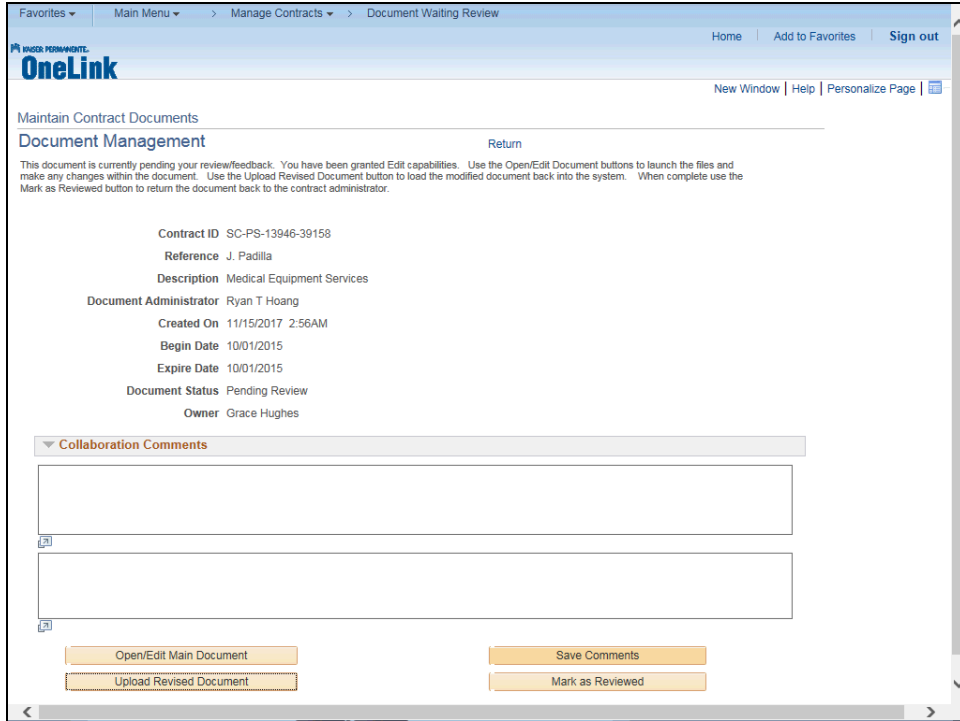 Favorites Main Menu > Manage Contracts > Document Waiting Review
Home Add to Favorites Sign out
KAISER PERMANENTE.
OneLink
New Window | Help | Personalize Page |
Maintain Contract Documents
Document Management Return
This document is currently pending your review/feedback. You have been granted Edit capabilities. Use the Open/Edit Document buttons to launch the files and
make any changes within the document. Use the Upload Revised Document button to load the modified document back into the system. When complete use the
Mark as Reviewed button to return the document back to the contract administrator.
Contract ID SC-PS-13946-39158
Reference J. Padilla
Description Medical Equipment Services
Document Administrator Ryan T Hoang
Created On 11/15/2017 2:56AM
Begin Date 10/01/2015
Expire Date 10/01/2015
Document Status Pending Review
Owner Grace Hughes
Collaboration Comments
Open/Edit Main Document Save Comments
Upload Revised Document Mark as Reviewed